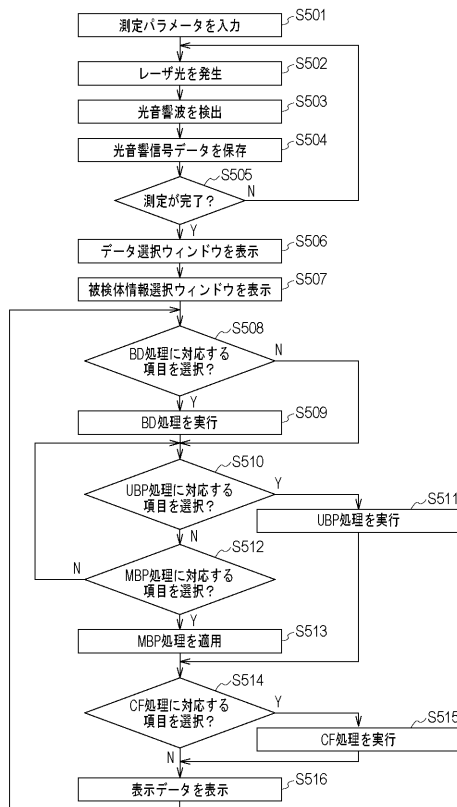 測定パラメータを入力
S501
レーザ光を発生
S502
光音響波を検出
S503
光音響信号データを保存
S504
測定が完了?
S505
N
Y
データ選択ウィンドウを表示
S506
被検体情報選択ウィンドウを表示
S507
BD処理に対応する
項目を選択?
S508
N
Y
BD処理を実行
S509
UBP処理に対応する
項目を選択?
S510
Y
N
UBP処理を実行
S511
MBP処理に対応する
項目を選択?
S512
N
Y
MBP処理を適用
S513
CF処理に対応する
項目を選択?
S514
Y
N
CF処理を実行
S515
表示データを表示
S516